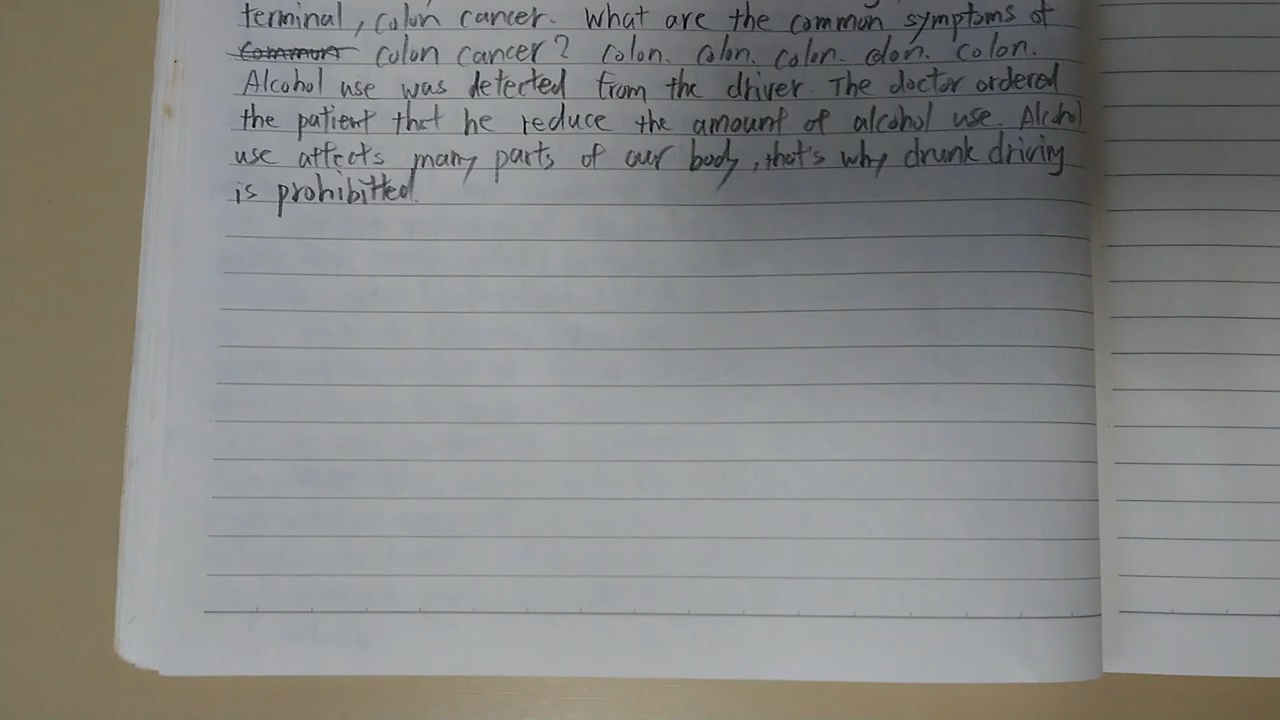 terminal, colon cancer. What are the common symptoms of
common colon cancer? colon. colon. colon. colon. colon.
Alcohol use was detected from the driver. The doctor ordered
the patient that he reduce the amount of alcohol use. Alchol
use affects many parts of our body, that's why drunk driving
is prohibitted.